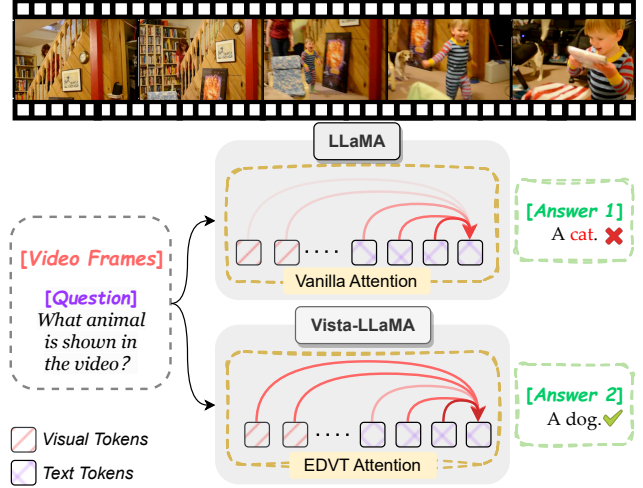 LLaMA
[Video Frames]
[Question]
What animal
is shown in
the video?
Vanilla Attention
[Answer 1]
A cat.
Vista-LLaMA
EDVT Attention
[Answer 2]
A dog.
Visual Tokens
Text Tokens